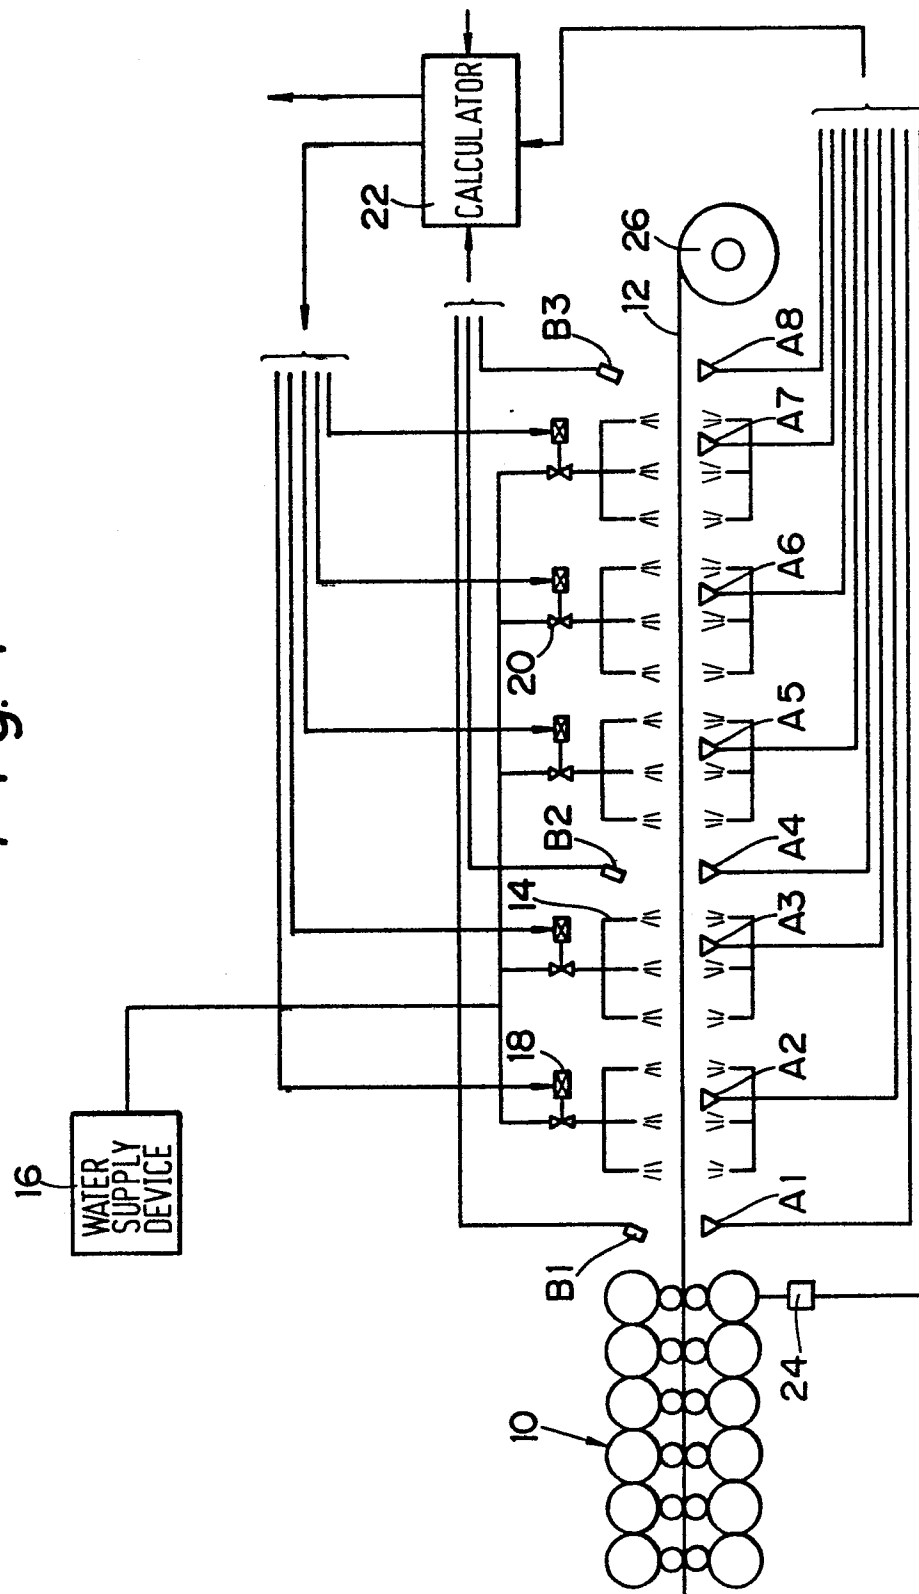 16
WATER
SUPPLY
DEVICE
22
CALCULATOR
18
20
14
B1
B2
B3
12
26
10
24
A1
A2
A3
A4
A5
A6
A7
A8